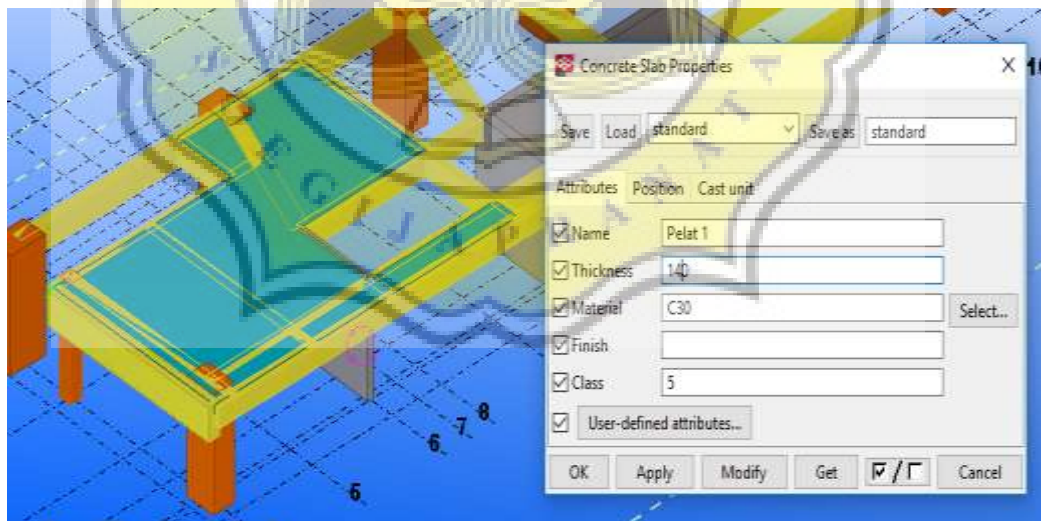 Concrete Slab Properties X
Save Load standard Save as standard
Attributes Position Cast unit
Name Pelat 1
Thickness 140
Material C30 Select...
Finish
Class 5
User-defined attributes...
OK Apply Modify Get / Cancel
8
7
6
5